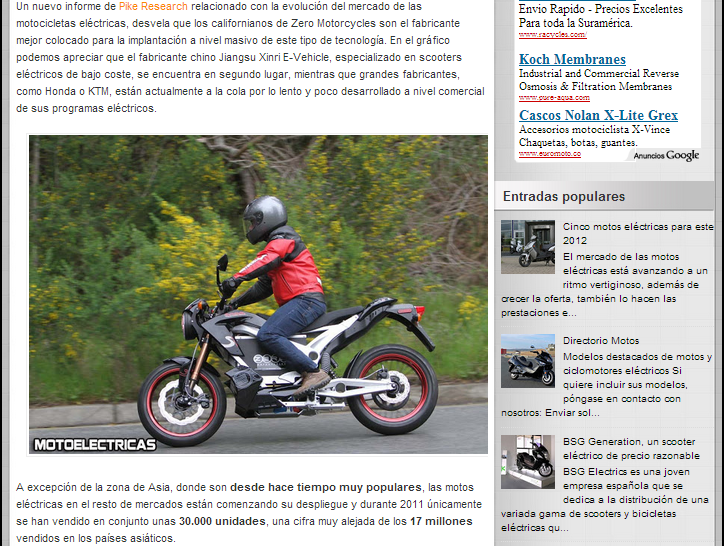 Un nuevo informe de Pike Research relacionado con la evolución del mercado de las
motocicletas eléctricas, desvela que los californianos de Zero Motorcycles son el fabricante
mejor colocado para la implantación a nivel masivo de este tipo de tecnología. En el gráfico
podemos apreciar que el fabricante chino Jiangsu Xinri E-Vehicle, especializado en scooters
eléctricos de bajo coste, se encuentra en segundo lugar, mientras que grandes fabricantes,
como Honda o KTM, están actualmente a la cola por lo lento y poco desarrollado a nivel comercial
de sus programas eléctricos.
MOTOELECTRICAS
A excepción de la zona de Asia, donde son desde hace tiempo muy populares, las motos
eléctricas en el resto de mercados están comenzando su despliegue y durante 2011 únicamente
se han vendido en conjunto unas 30.000 unidades, una cifra muy alejada de los 17 millones
vendidos en los países asiáticos.
Envio Rapido - Precios Excelentes
Para toda la Suramérica.
www.racycles.com/
Koch Membranes
Industrial and Commercial Reverse
Osmosis & Filtration Membranes
www.pure-aqua.com
Cascos Nolan X-Lite Grex
Accesorios motociclista X-Vince
Chaquetas, botas, guantes.
www.euromoto.co
Anuncios Google
Entradas populares
Cinco motos eléctricas para este
2012
El mercado de las motos
eléctricas está avanzando a un
ritmo vertiginoso, además de
crecer la oferta, también lo hacen las
prestaciones e...
Directorio Motos
Modelos destacados de motos y
ciclomotores eléctricos Si
quiere incluir sus modelos,
póngase en contacto con
nosotros: Enviar sol...
BSG Generation, un scooter
eléctrico de precio razonable
BSG Electrics es una joven
empresa española que se
dedica a la distribución de una
variada gama de scooters y bicicletas
eléctricas qu...